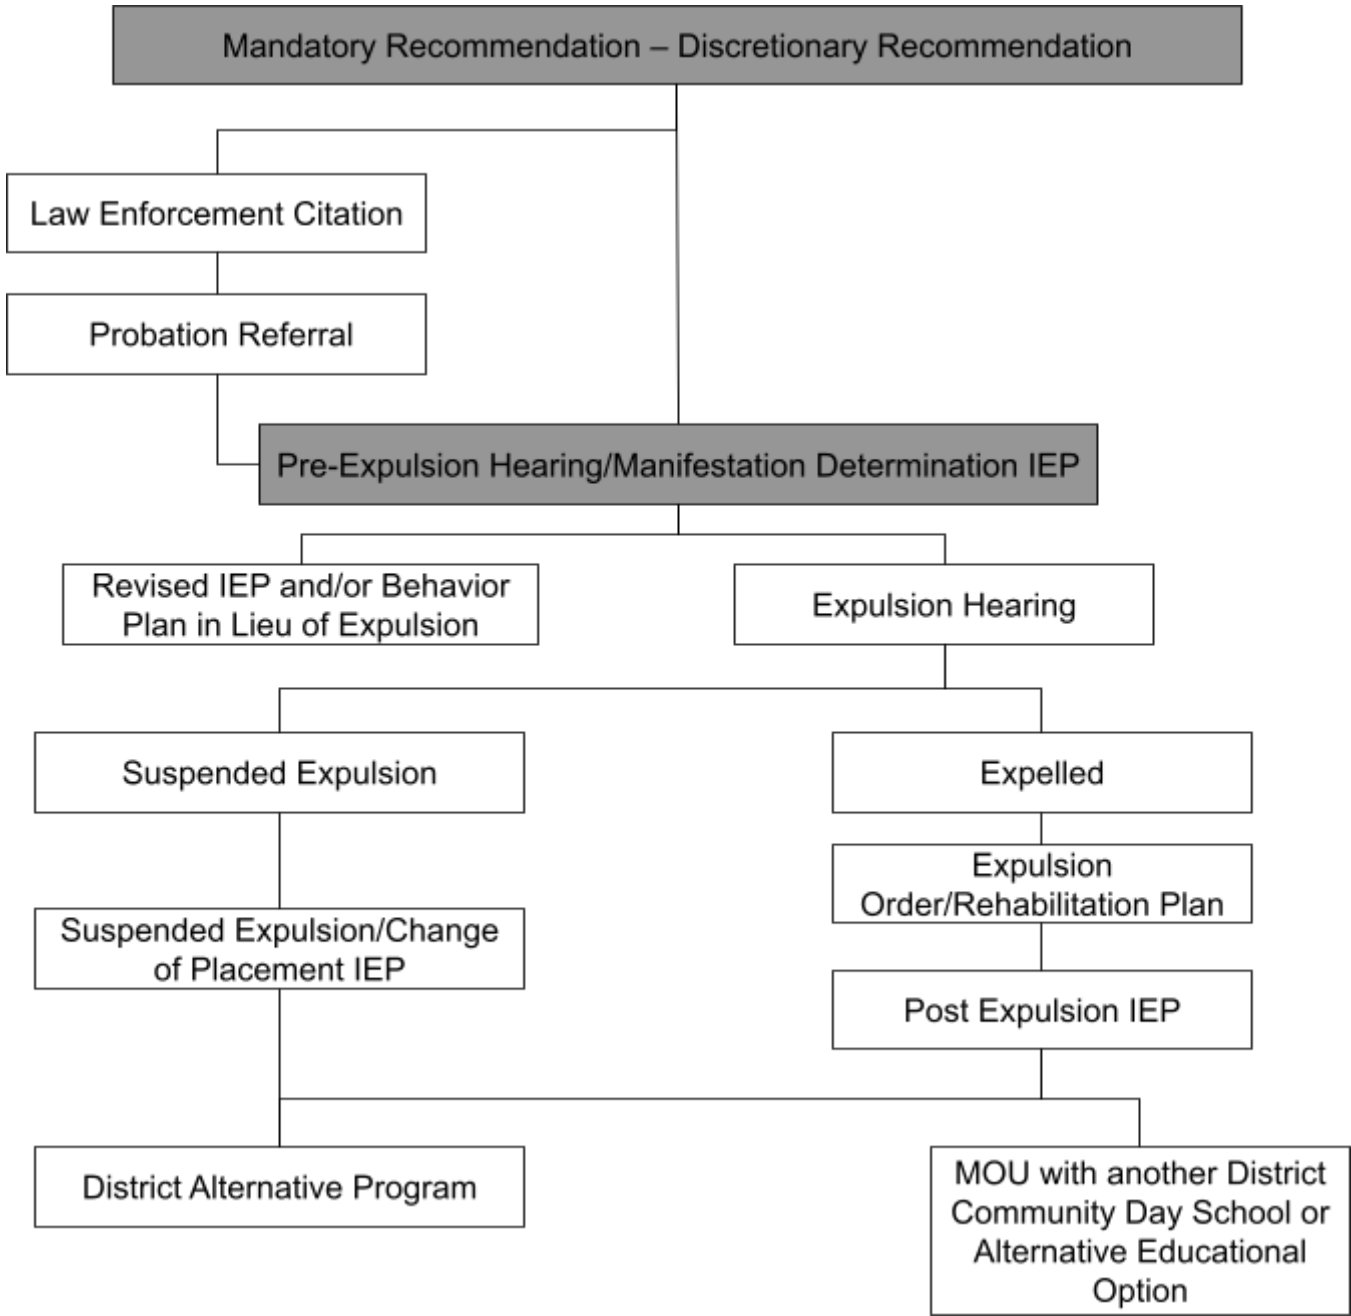 Mandatory Recommendation – Discretionary Recommendation
Law Enforcement Citation
Probation Referral
Pre-Expulsion Hearing/Manifestation Determination IEP
Revised IEP and/or Behavior
Plan in Lieu of Expulsion
Expulsion Hearing
Suspended Expulsion
Expelled
Expulsion
Order/Rehabilitation Plan
Suspended Expulsion/Change
of Placement IEP
Post Expulsion IEP
District Alternative Program
MOU with another District
Community Day School or
Alternative Educational
Option